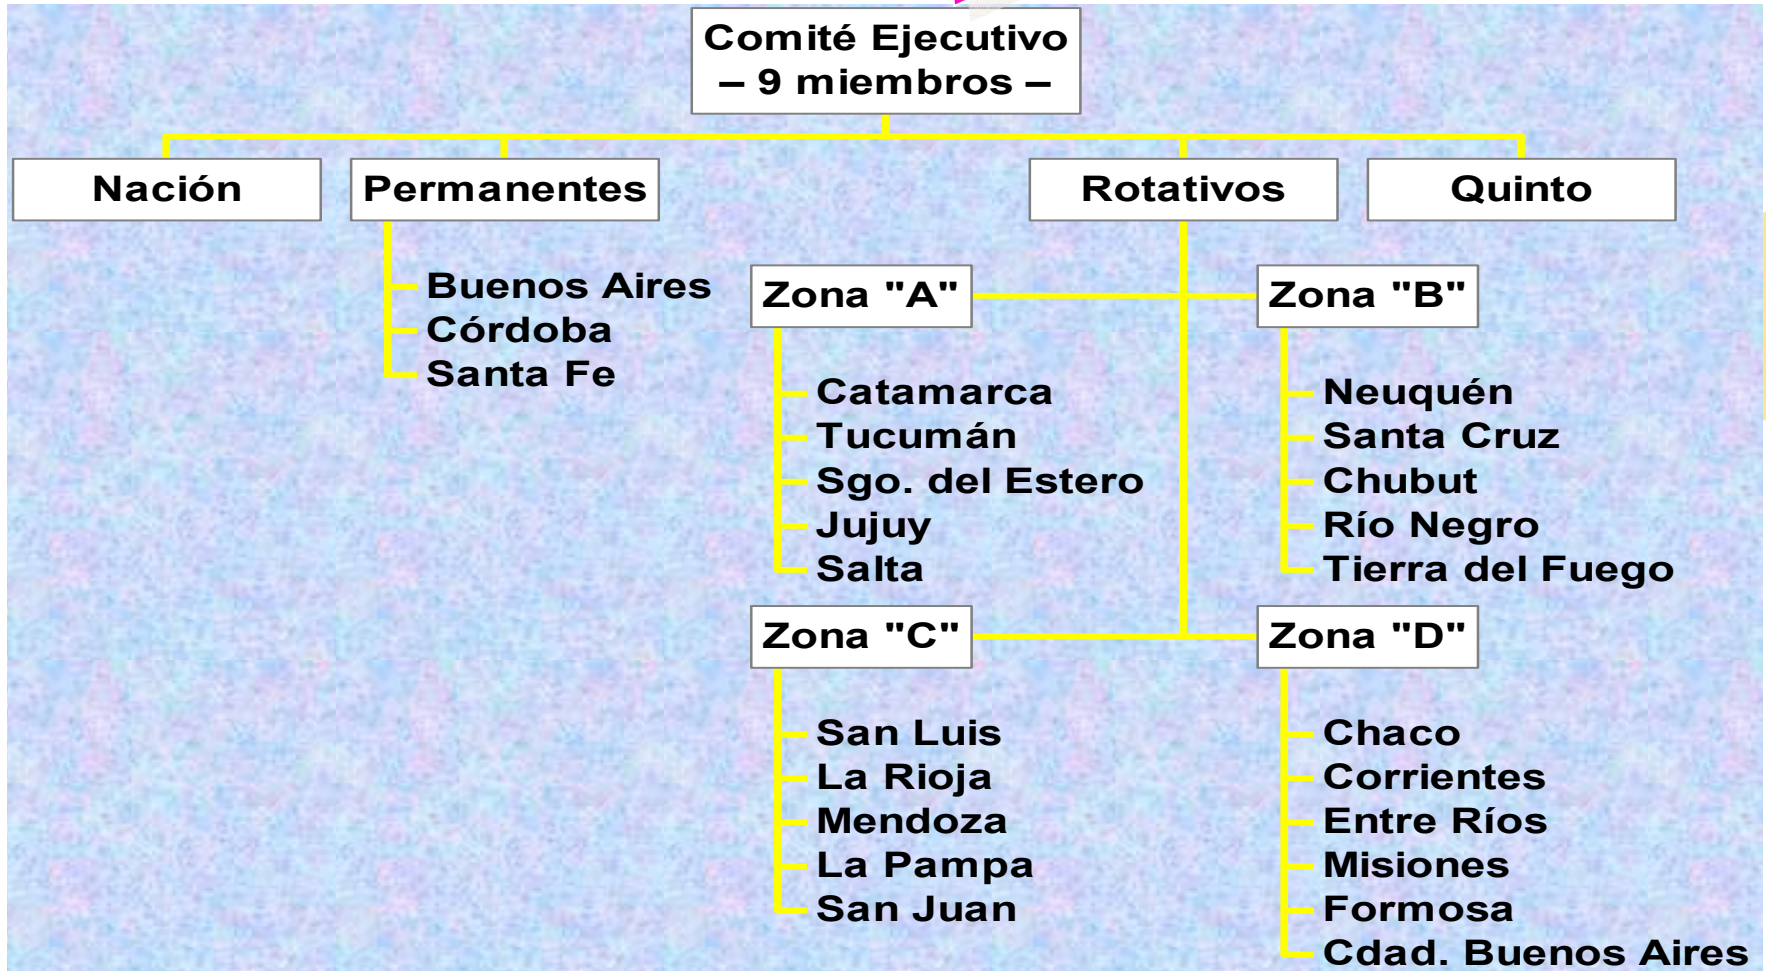 Comité Ejecutivo
– 9 miembros –
Nación
Permanentes
Rotativos
Quinto
Buenos Aires
Córdoba
Santa Fe
Zona "A"
Catamarca
Tucumán
Sgo. del Estero
Jujuy
Salta
Zona "B"
Neuquén
Santa Cruz
Chubut
Río Negro
Tierra del Fuego
Zona "C"
San Luis
La Rioja
Mendoza
La Pampa
San Juan
Zona "D"
Chaco
Corrientes
Entre Ríos
Misiones
Formosa
Cdad. Buenos Aires